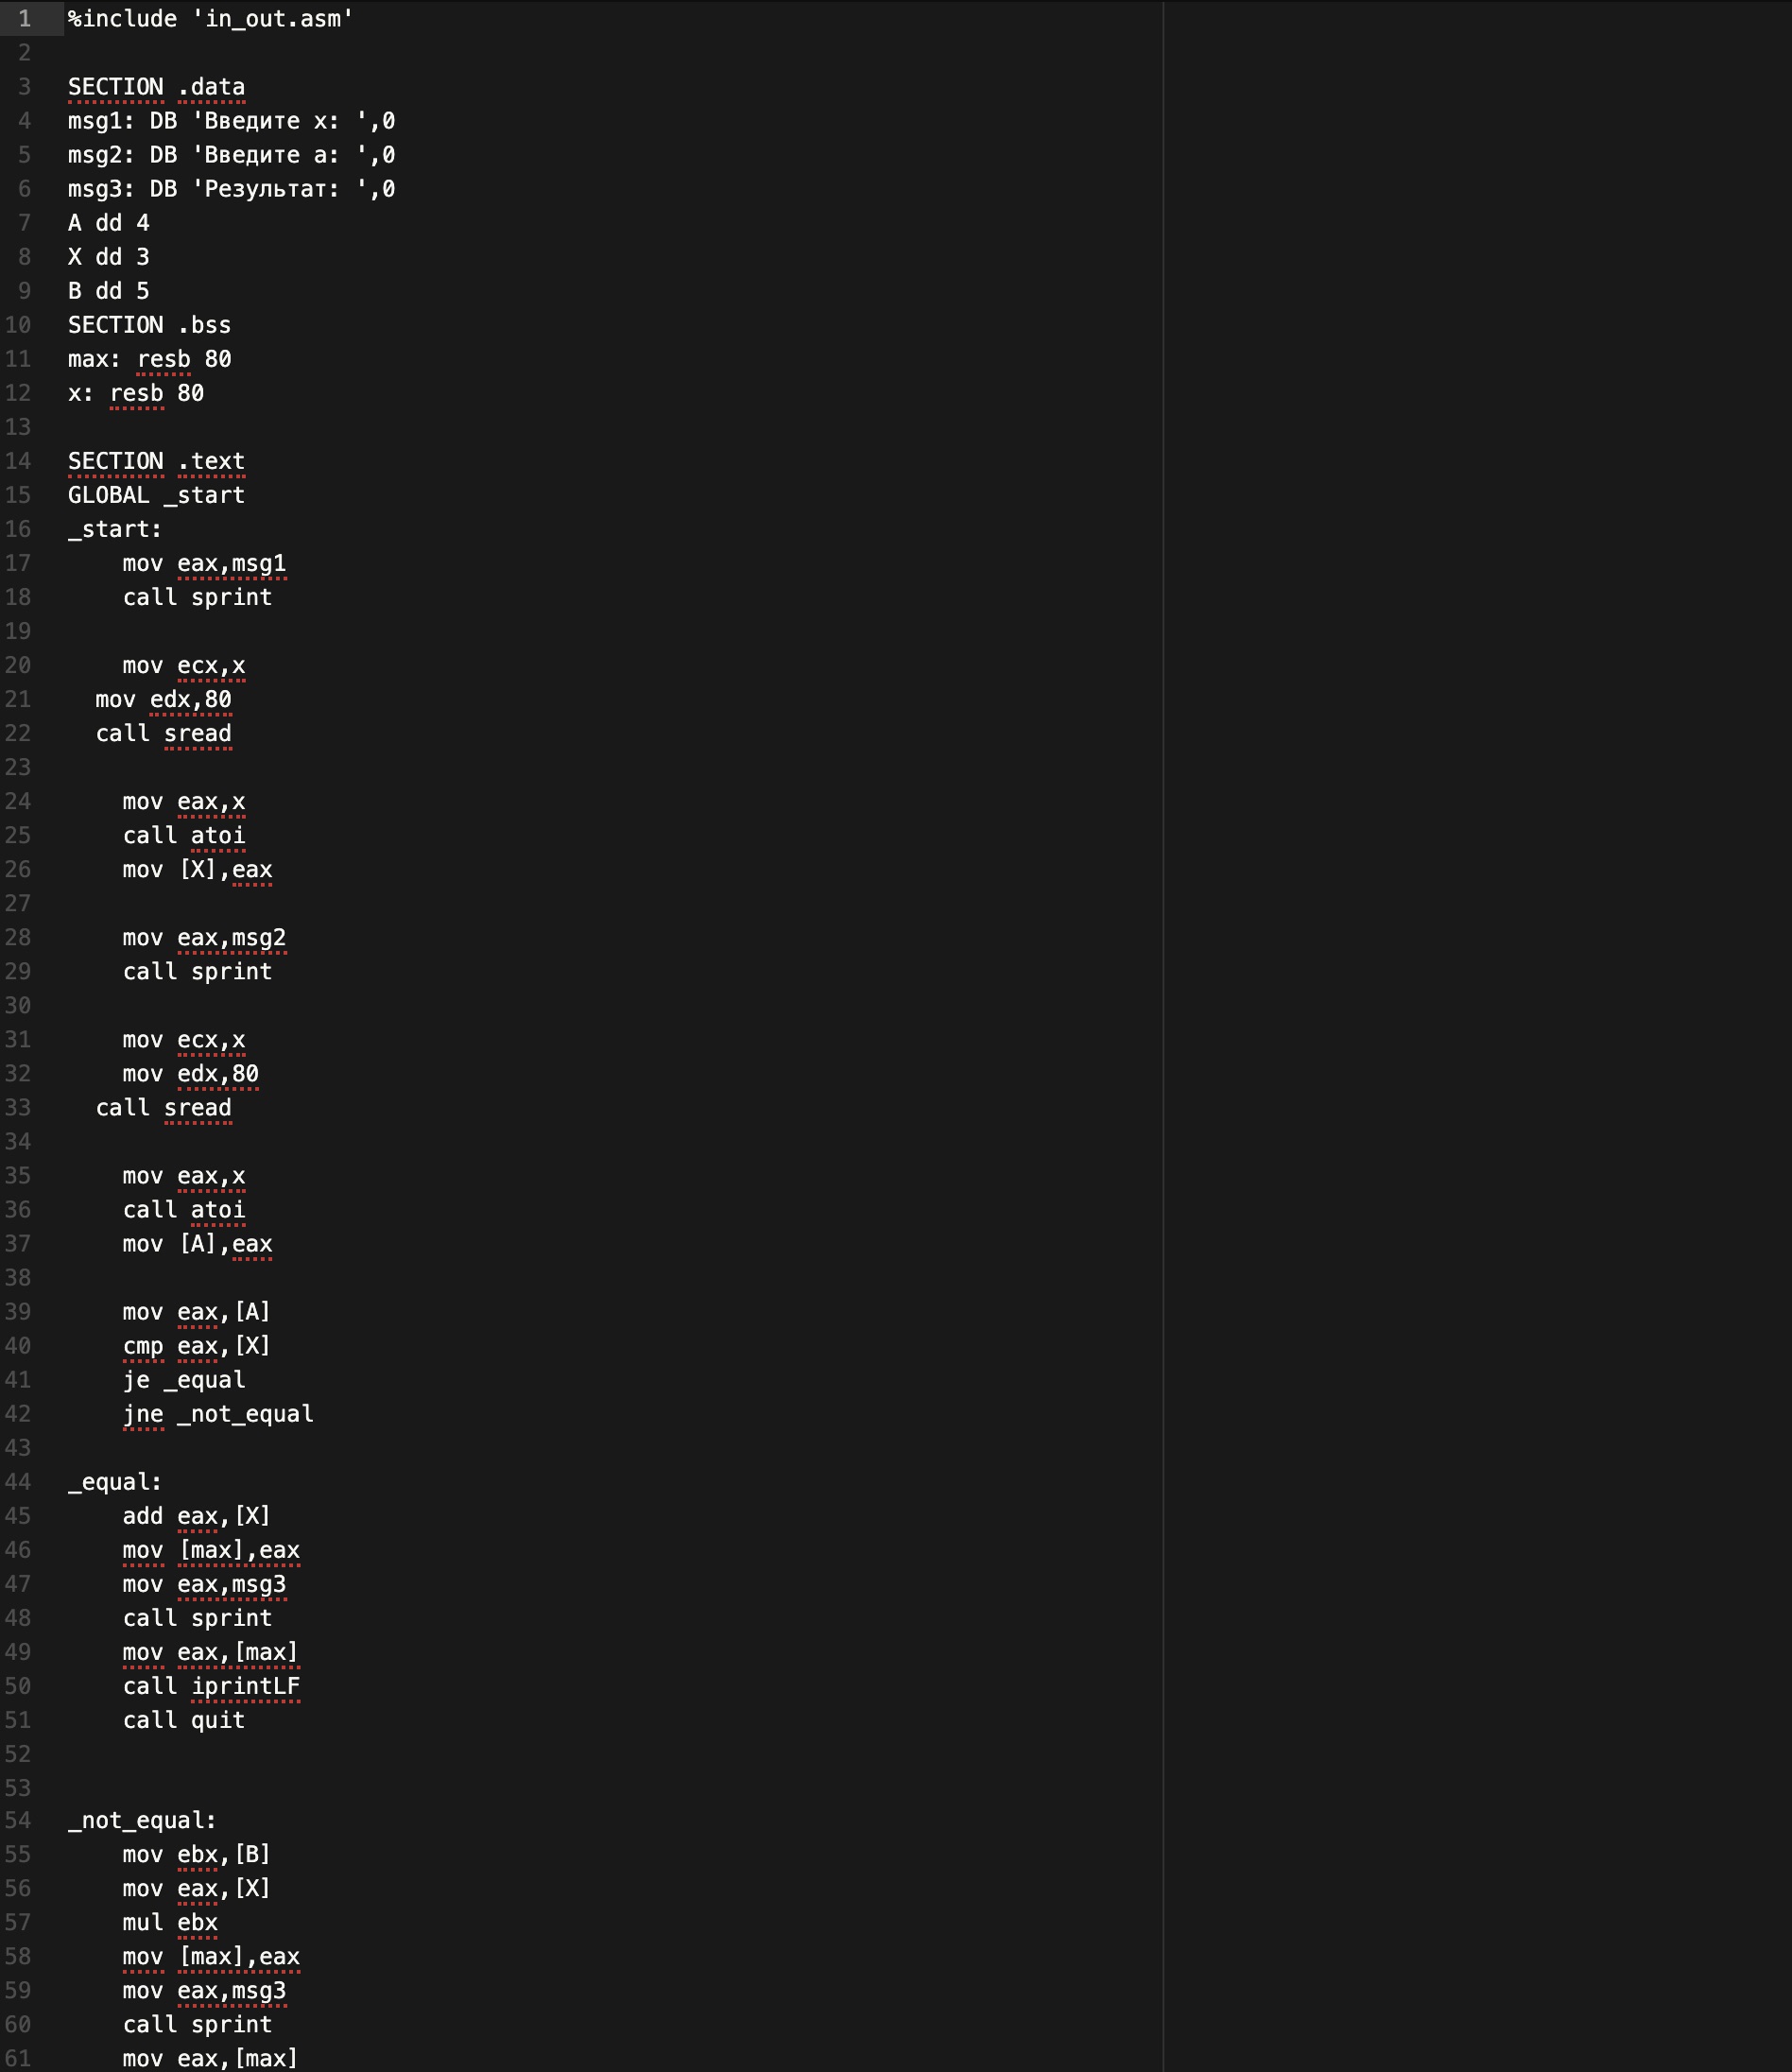 1 %include 'in_out.asm'
2
3 SECTION .data
4 msg1: DB 'Введите x: ',0
5 msg2: DB 'Введите a: ',0
6 msg3: DB 'Результат: ',0
7 A dd 4
8 X dd 3
9 B dd 5
10 SECTION .bss
11 max: resb 80
12 x: resb 80
13
14 SECTION .text
15 GLOBAL _start
16 _start:
17 mov eax,msg1
18 call sprint
19
20 mov ecx,x
21 mov edx,80
22 call sread
23
24 mov eax,x
25 call atoi
26 mov [X],eax
27
28 mov eax,msg2
29 call sprint
30
31 mov ecx,x
32 mov edx,80
33 call sread
34
35 mov eax,x
36 call atoi
37 mov [A],eax
38
39 mov eax,[A]
40 cmp eax,[X]
41 je _equal
42 jne _not_equal
43
44 _equal:
45 add eax,[X]
46 mov [max],eax
47 mov eax,msg3
48 call sprint
49 mov eax,[max]
50 call iprintLF
51 call quit
52
53
54 _not_equal:
55 mov ebx,[B]
56 mov eax,[X]
57 mul ebx
58 mov [max],eax
59 mov eax,msg3
60 call sprint
61 mov eax,[max]